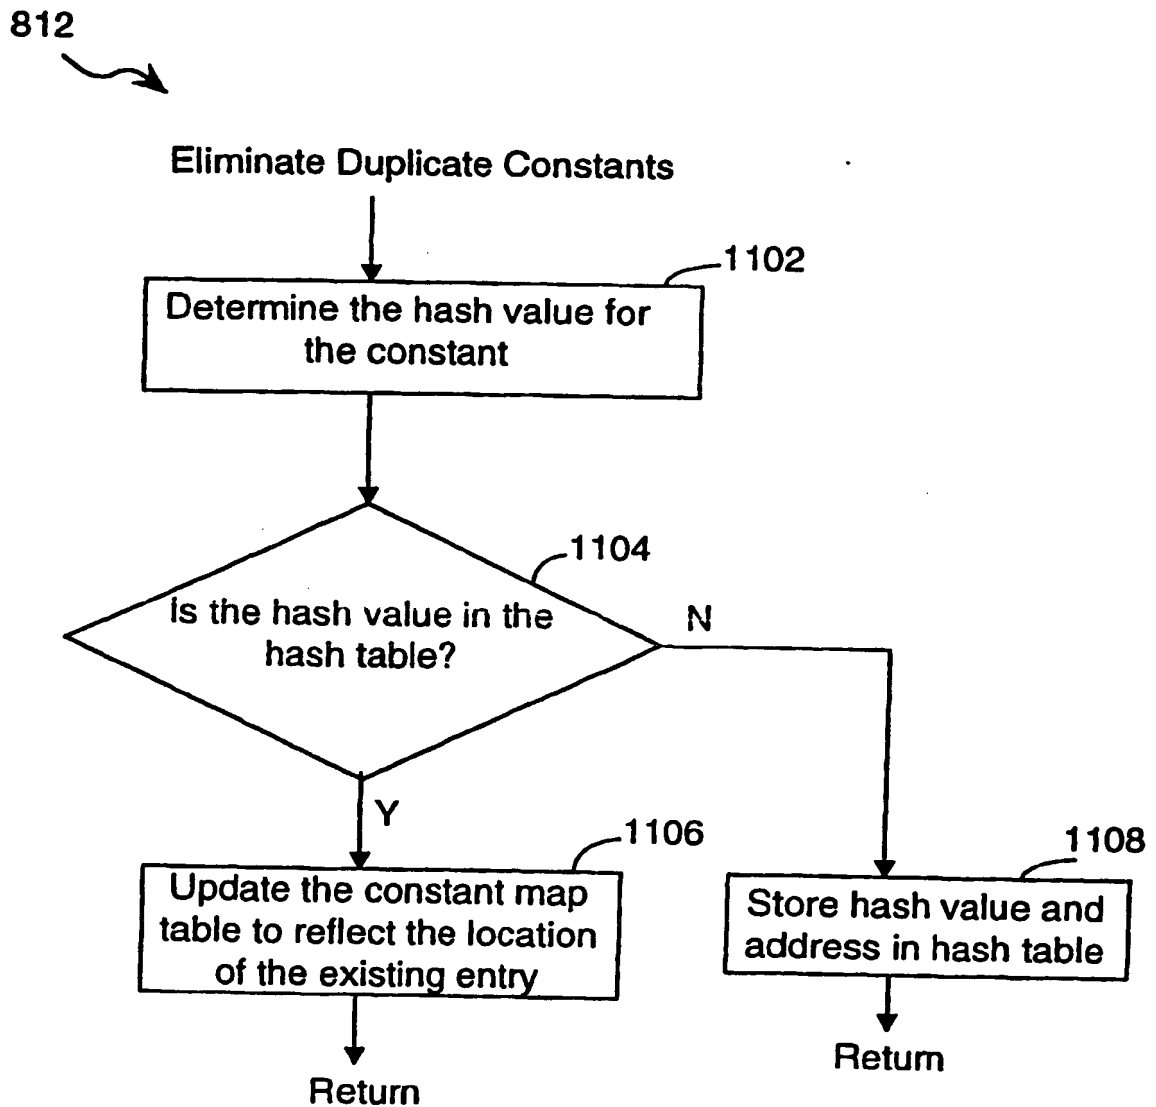 812
Eliminate Duplicate Constants
1102
Determine the hash value for
the constant
1104
Is the hash value in the
hash table?
N
Y
1106
Update the constant map
table to reflect the location
of the existing entry
1108
Store hash value and
address in hash table
Return
Return